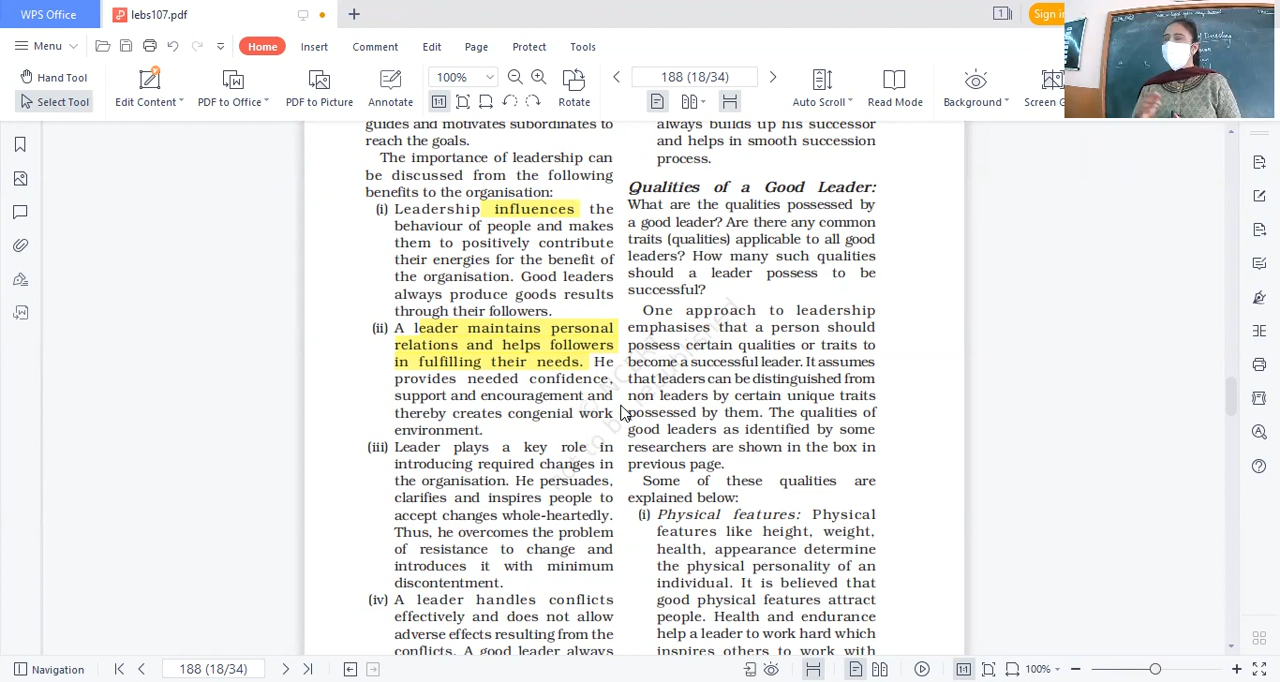 WPS Office
lebs107.pdf
1
Sign in
Menu
Home
Insert
Comment
Edit
Page
Protect
Tools
Hand Tool
Select Tool
Edit Content
PDF to Office
PDF to Picture
Annotate
100%
Rotate
188 (18/34)
Auto Scroll
Read Mode
Background
Screen G
guides and motivates subordinates to
reach the goals.
The importance of leadership can
be discussed from the following
benefits to the organisation:
(i) Leadership influences the
behaviour of people and makes
them to positively contribute
their energies for the benefit of
the organisation. Good leaders
always produce goods results
through their followers.
(ii) A leader maintains personal
relations and helps followers
in fulfilling their needs. He
provides needed confidence,
support and encouragement and
thereby creates congenial work
environment.
(iii) Leader plays a key role in
introducing required changes in
the organisation. He persuades,
clarifies and inspires people to
accept changes whole-heartedly.
Thus, he overcomes the problem
of resistance to change and
introduces it with minimum
discontentment.
(iv) A leader handles conflicts
effectively and does not allow
adverse effects resulting from the
conflicts. A good leader always
always builds up his successor
and helps in smooth succession
process.
Qualities of a Good Leader:
What are the qualities possessed by
a good leader? Are there any common
traits (qualities) applicable to all good
leaders? How many such qualities
should a leader possess to be
successful?
One approach to leadership
emphasises that a person should
possess certain qualities or traits to
become a successful leader. It assumes
that leaders can be distinguished from
non leaders by certain unique traits
possessed by them. The qualities of
good leaders as identified by some
researchers are shown in the box in
previous page.
Some of these qualities are
explained below:
(i) Physical features: Physical
features like height, weight,
health, appearance determine
the physical personality of an
individual. It is believed that
good physical features attract
people. Health and endurance
help a leader to work hard which
inspires others to work with
Navigation
188 (18/34)
100%